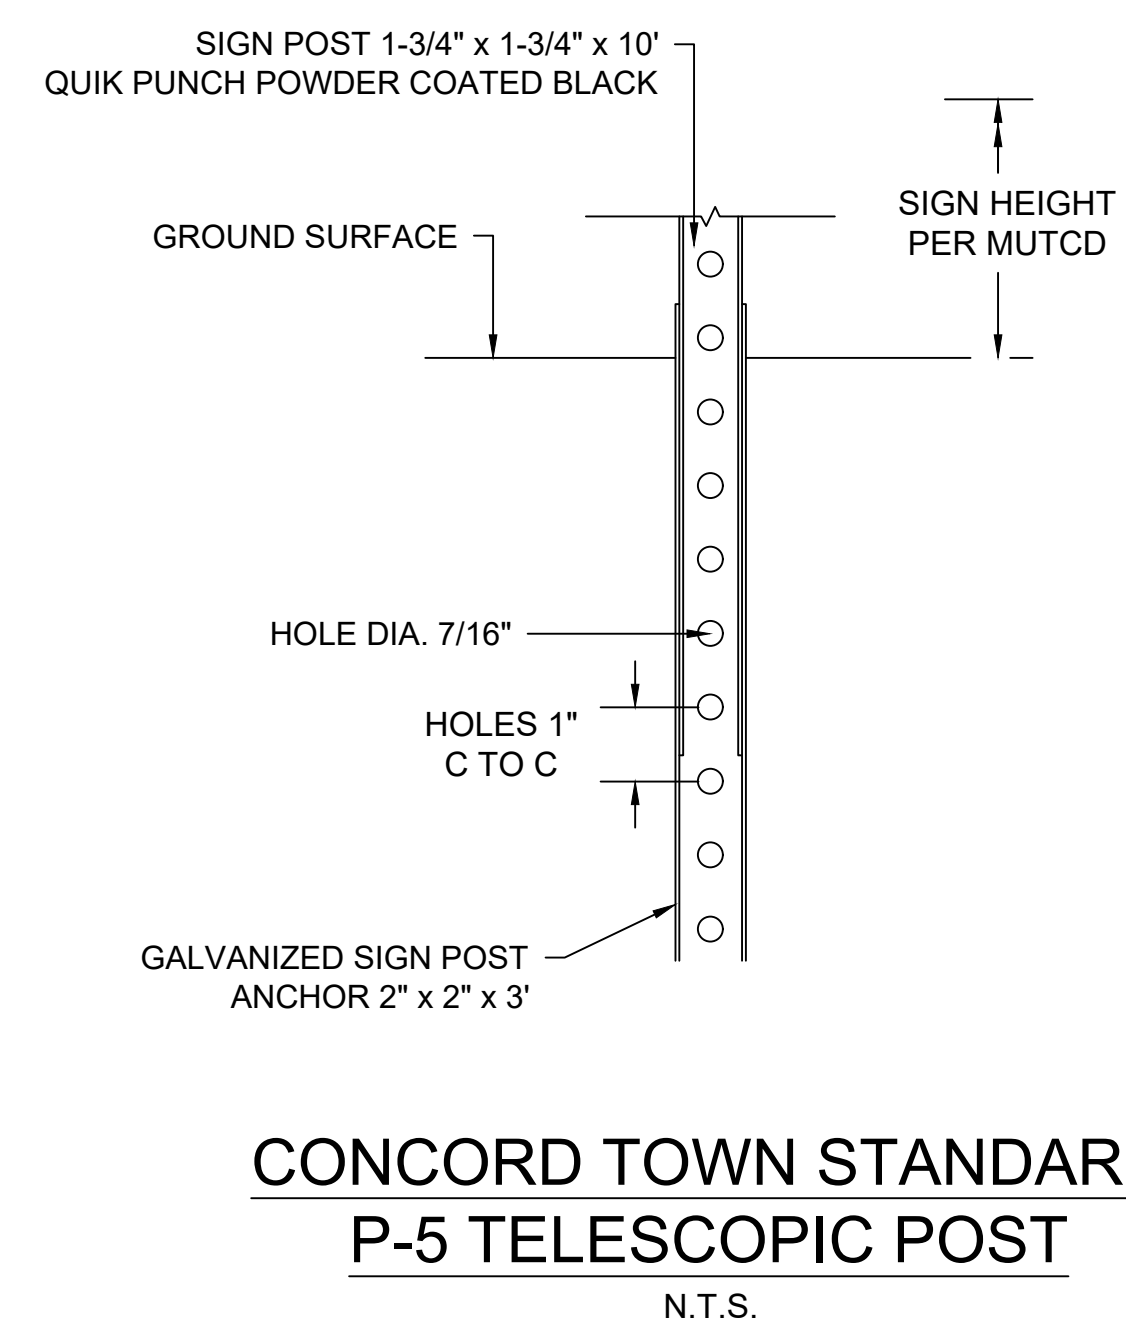 SIGN POST 1-3/4" x 1-3/4" x 10'
QUIK PUNCH POWDER COATED BLACK
SIGN HEIGHT
PER MUTCD
GROUND SURFACE
HOLE DIA. 7/16"
HOLES 1"
C TO C
GALVANIZED SIGN POST
ANCHOR 2" x 2" x 3'
CONCORD TOWN STANDAR
P-5 TELESCOPIC POST
N.T.S.